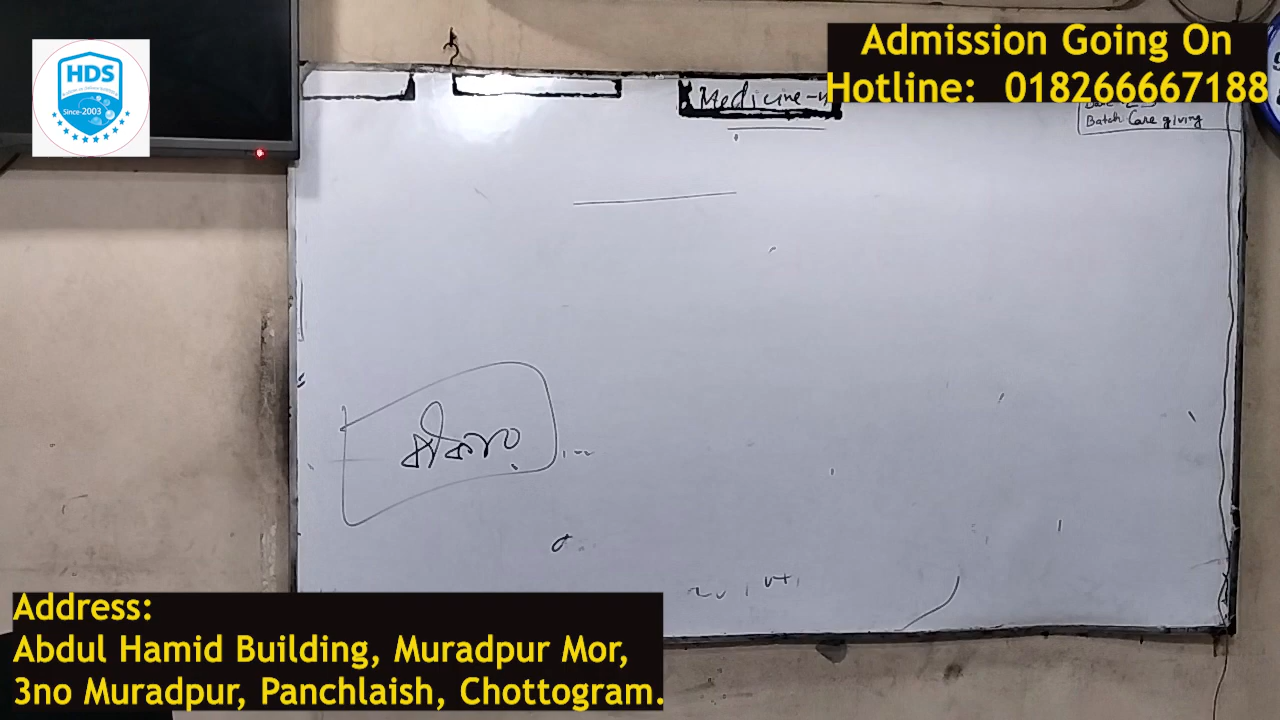 HDS
Since-2003
Admission Going On
Hotline: 018266667188
Medicine-
Batch: Care giving
Address:
Abdul Hamid Building, Muradpur Mor,
3no Muradpur, Panchlaish, Chottogram.